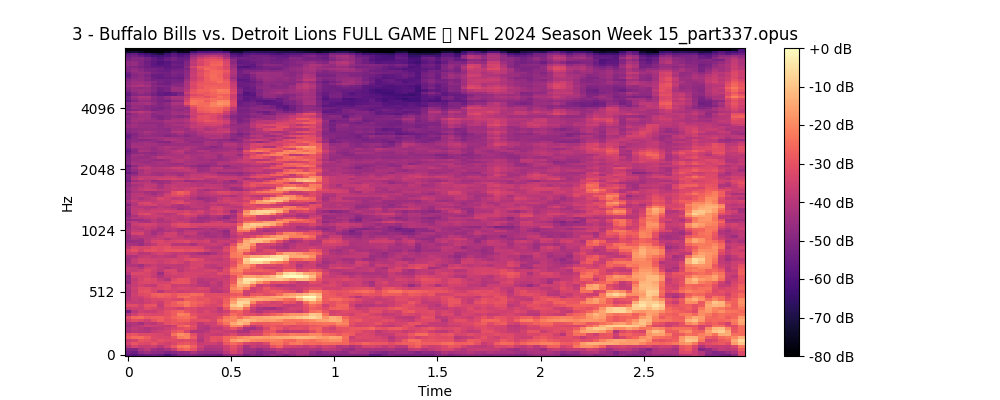 3 - Buffalo Bills vs. Detroit Lions FULL GAME ▯ NFL 2024 Season Week 15_part337.opus
+0 dB
4096
-10 dB
-20 dB
2048
-30 dB
Hz
1024
-40 dB
-50 dB
512
-60 dB
-70 dB
0
-80 dB
0 0.5 1 1.5 2 2.5
Time